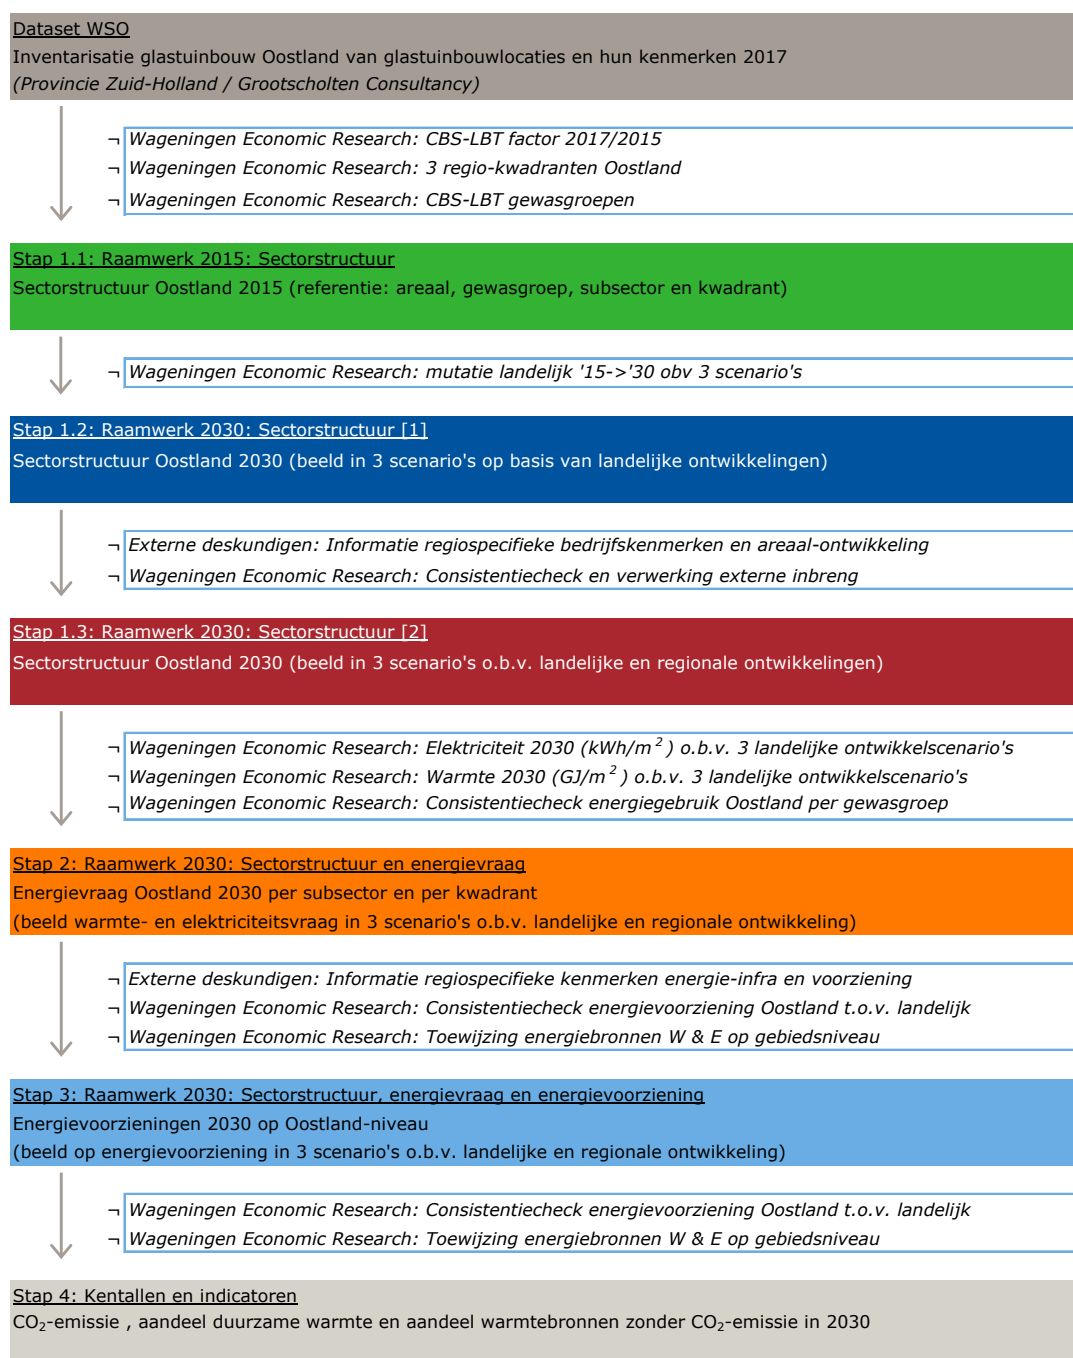 Dataset WSO
Inventarisatie glastuinbouw Oostland van glastuinbouwlocaties en hun kenmerken 2017
(Provincie Zuid-Holland / Grootscholten Consultancy)
¬ Wageningen Economic Research: CBS-LBT factor 2017/2015
¬ Wageningen Economic Research: 3 regio-kwadranten Oostland
¬ Wageningen Economic Research: CBS-LBT gewasgroepen
Stap 1.1: Raamwerk 2015: Sectorstructuur
Sectorstructuur Oostland 2015 (referentie: areaal, gewasgroep, subsector en kwadrant)
¬ Wageningen Economic Research: mutatie landelijk '15->'30 obv 3 scenario's
Stap 1.2: Raamwerk 2030: Sectorstructuur [1]
Sectorstructuur Oostland 2030 (beeld in 3 scenario's op basis van landelijke ontwikkelingen)
¬ Externe deskundigen: Informatie regiospecifieke bedrijfskenmerken en areaal-ontwikkeling
¬ Wageningen Economic Research: Consistentiecheck en verwerking externe inbreng
Stap 1.3: Raamwerk 2030: Sectorstructuur [2]
Sectorstructuur Oostland 2030 (beeld in 3 scenario's o.b.v. landelijke en regionale ontwikkelingen)
¬ Wageningen Economic Research: Elektriciteit 2030 (kWh/m²) o.b.v. 3 landelijke ontwikkelscenario's
¬ Wageningen Economic Research: Warmte 2030 (GJ/m²) o.b.v. 3 landelijke ontwikkelscenario's
¬ Wageningen Economic Research: Consistentiecheck energiegebruik Oostland per gewasgroep
Stap 2: Raamwerk 2030: Sectorstructuur en energievraag
Energievraag Oostland 2030 per subsector en per kwadrant
(beeld warmte- en elektriciteitsvraag in 3 scenario's o.b.v. landelijke en regionale ontwikkeling)
¬ Externe deskundigen: Informatie regiospecifieke kenmerken energie-infra en voorziening
¬ Wageningen Economic Research: Consistentiecheck energievoorziening Oostland t.o.v. landelijk
¬ Wageningen Economic Research: Toewijzing energiebronnen W & E op gebiedsniveau
Stap 3: Raamwerk 2030: Sectorstructuur, energievraag en energievoorziening
Energievoorzieningen 2030 op Oostland-niveau
(beeld op energievoorziening in 3 scenario's o.b.v. landelijke en regionale ontwikkeling)
¬ Wageningen Economic Research: Consistentiecheck energievoorziening Oostland t.o.v. landelijk
¬ Wageningen Economic Research: Toewijzing energiebronnen W & E op gebiedsniveau
Stap 4: Kentallen en indicatoren
CO₂-emissie , aandeel duurzame warmte en aandeel warmtebronnen zonder CO₂-emissie in 2030